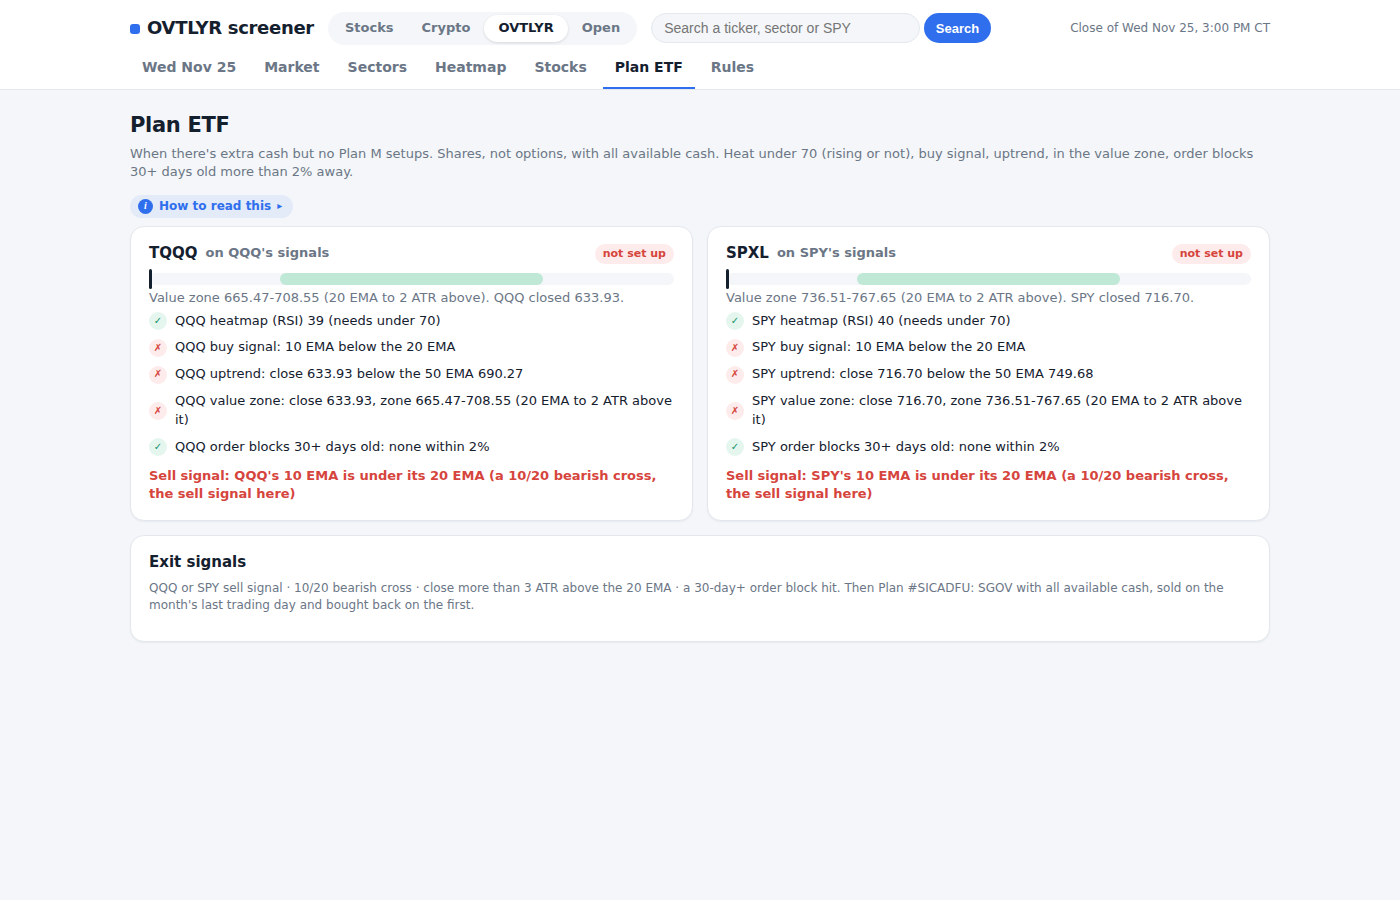 OVTLYR screener
Stocks Crypto OVTLYR Open
Search a ticker, sector or SPY
Search
Close of Wed Nov 25, 3:00 PM CT
Wed Nov 25 Market Sectors Heatmap Stocks Plan ETF Rules
Plan ETF
When there's extra cash but no Plan M setups. Shares, not options, with all available cash. Heat under 70 (rising or not), buy signal, uptrend, in the value zone, order blocks
30+ days old more than 2% away.
i How to read this ▸
TQQQ on QQQ's signals not set up
Value zone 665.47-708.55 (20 EMA to 2 ATR above). QQQ closed 633.93.
✓ QQQ heatmap (RSI) 39 (needs under 70)
✗ QQQ buy signal: 10 EMA below the 20 EMA
✗ QQQ uptrend: close 633.93 below the 50 EMA 690.27
✗ QQQ value zone: close 633.93, zone 665.47-708.55 (20 EMA to 2 ATR above
it)
✓ QQQ order blocks 30+ days old: none within 2%
Sell signal: QQQ's 10 EMA is under its 20 EMA (a 10/20 bearish cross,
the sell signal here)
SPXL on SPY's signals not set up
Value zone 736.51-767.65 (20 EMA to 2 ATR above). SPY closed 716.70.
✓ SPY heatmap (RSI) 40 (needs under 70)
✗ SPY buy signal: 10 EMA below the 20 EMA
✗ SPY uptrend: close 716.70 below the 50 EMA 749.68
✗ SPY value zone: close 716.70, zone 736.51-767.65 (20 EMA to 2 ATR above
it)
✓ SPY order blocks 30+ days old: none within 2%
Sell signal: SPY's 10 EMA is under its 20 EMA (a 10/20 bearish cross,
the sell signal here)
Exit signals
QQQ or SPY sell signal · 10/20 bearish cross · close more than 3 ATR above the 20 EMA · a 30-day+ order block hit. Then Plan #SICADFU: SGOV with all available cash, sold on the
month's last trading day and bought back on the first.